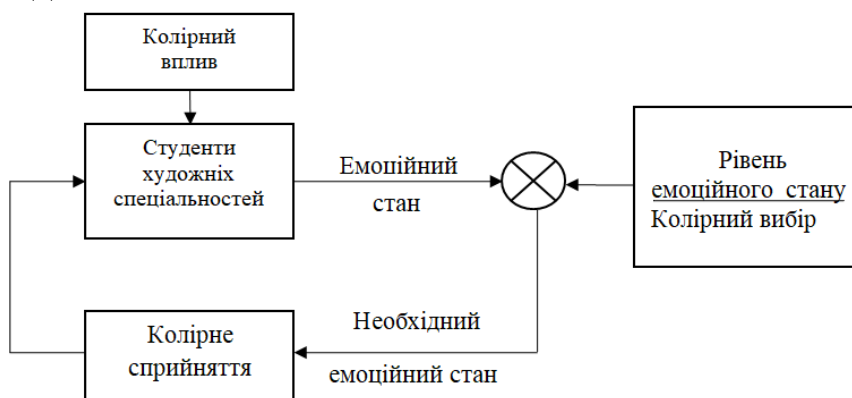 Колірний
вплив
Студенти
художніх
спеціальностей
Емоційний
стан
Рівень
емоційного стану
Колірний вибір
Необхідний
емоційний стан
Колірне
сприйняття